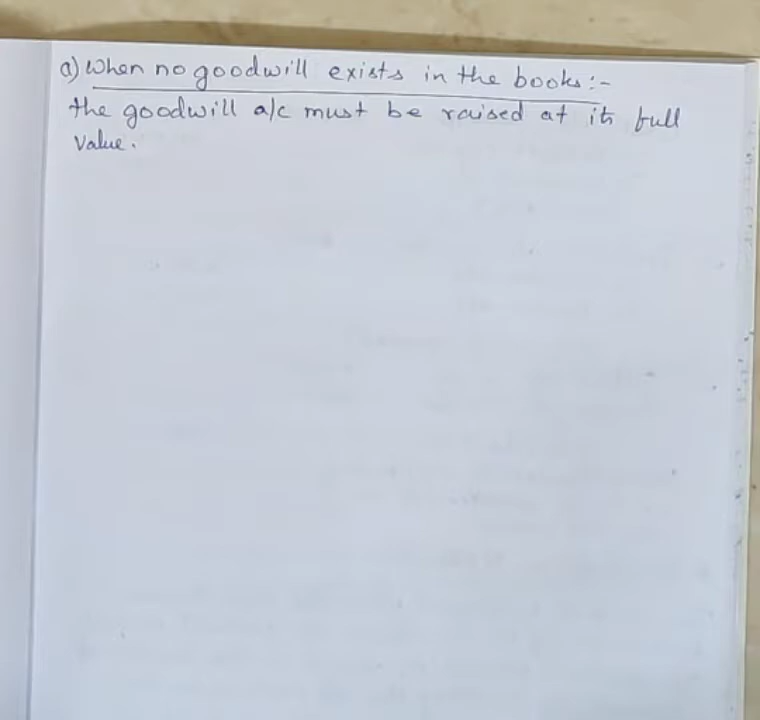 a) When no goodwill exists in the books:-
the goodwill a/c must be raised at its full
Value.